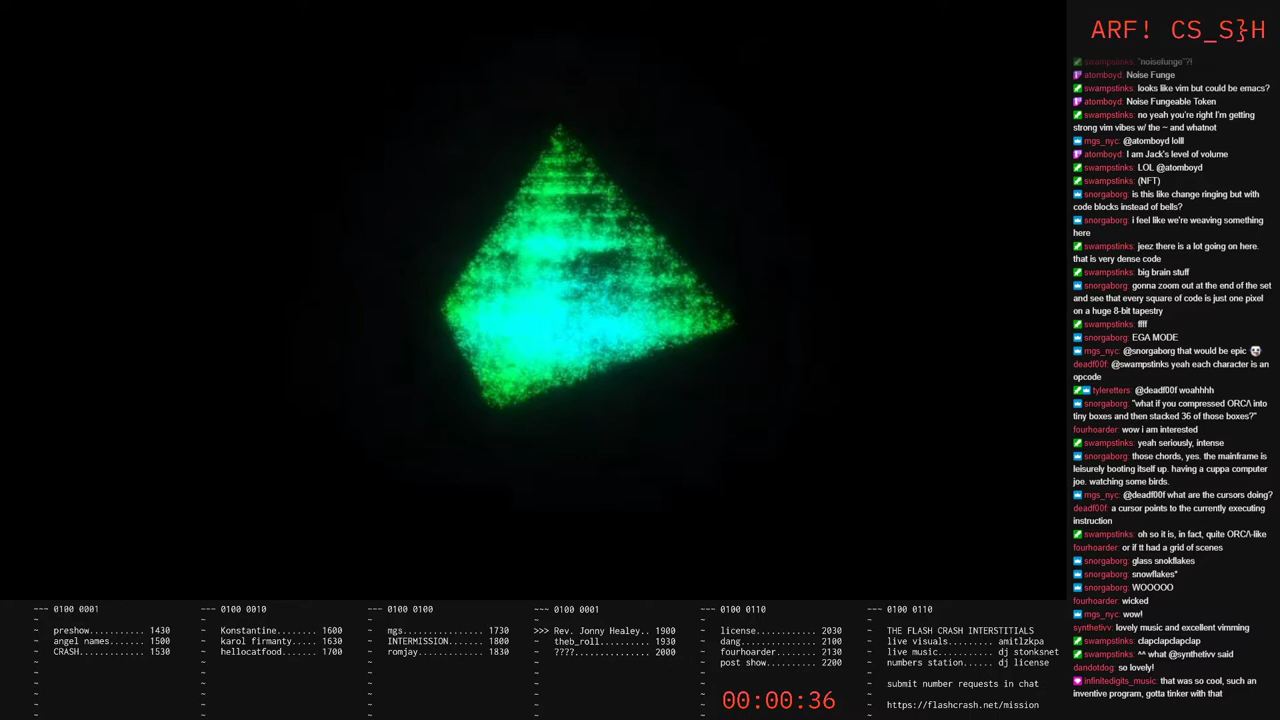 ARF! CS_S}H
swampstinks: "noisefunge"?!
atomboyd: Noise Funge
swampstinks: looks like vim but could be emacs?
atomboyd: Noise Fungeable Token
swampstinks: no yeah you're right I'm getting
strong vim vibes w/ the ~ and whatnot
mgs_nyc: @atomboyd lolll
atomboyd: I am Jack's level of volume
swampstinks: LOL @atomboyd
swampstinks: (NFT)
snorgaborg: is this like change ringing but with
code blocks instead of bells?
snorgaborg: i feel like we're weaving something
here
swampstinks: jeez there is a lot going on here.
that is very dense code
swampstinks: big brain stuff
snorgaborg: gonna zoom out at the end of the set
and see that every square of code is just one pixel
on a huge 8-bit tapestry
swampstinks: ffff
snorgaborg: EGA MODE
mgs_nyc: @snorgaborg that would be epic
deadf00f: @swampstinks yeah each character is an
opcode
tyleretters: @deadf00f woahhhh
snorgaborg: "what if you compressed ORC/\ into
tiny boxes and then stacked 36 of those boxes?"
fourhoarder: wow i am interested
swampstinks: yeah seriously, intense
snorgaborg: those chords, yes. the mainframe is
leisurely booting itself up. having a cuppa computer
joe. watching some birds.
mgs_nyc: @deadf00f what are the cursors doing?
deadf00f: a cursor points to the currently executing
instruction
swampstinks: oh so it is, in fact, quite ORC/\-like
fourhoarder: or if tt had a grid of scenes
snorgaborg: glass snokflakes
snorgaborg: snowflakes*
snorgaborg: WOOOOO
fourhoarder: wicked
mgs_nyc: wow!
synthetivv: lovely music and excellent vimming
swampstinks: clapclapclapclap
swampstinks: ^^ what @synthetivv said
dandotdog: so lovely!
infinitedigits_music: that was so cool, such an
inventive program, gotta tinker with that
~~~ 0100 0001
preshow........... 1430
angel names....... 1500
CRASH............. 1530
~~~ 0100 0010
Konstantine....... 1600
karol firmanty.... 1630
hellocatfood...... 1700
~~~ 0100 0100
mgs............... 1730
INTERMISSION...... 1800
romjay............ 1830
~~~ 0100 0001
>>> Rev. Jonny Healey.. 1900
theb_roll......... 1930
????.............. 2000
~~~ 0100 0110
license........... 2030
dang.............. 2100
fourhoarder....... 2130
post show......... 2200
00:00:36
~~~ 0100 0110
THE FLASH CRASH INTERSTITIALS
live visuals...... amitlzkpa
live music..... dj stonksnet
numbers station.... dj license
submit number requests in chat
https://flashcrash.net/mission